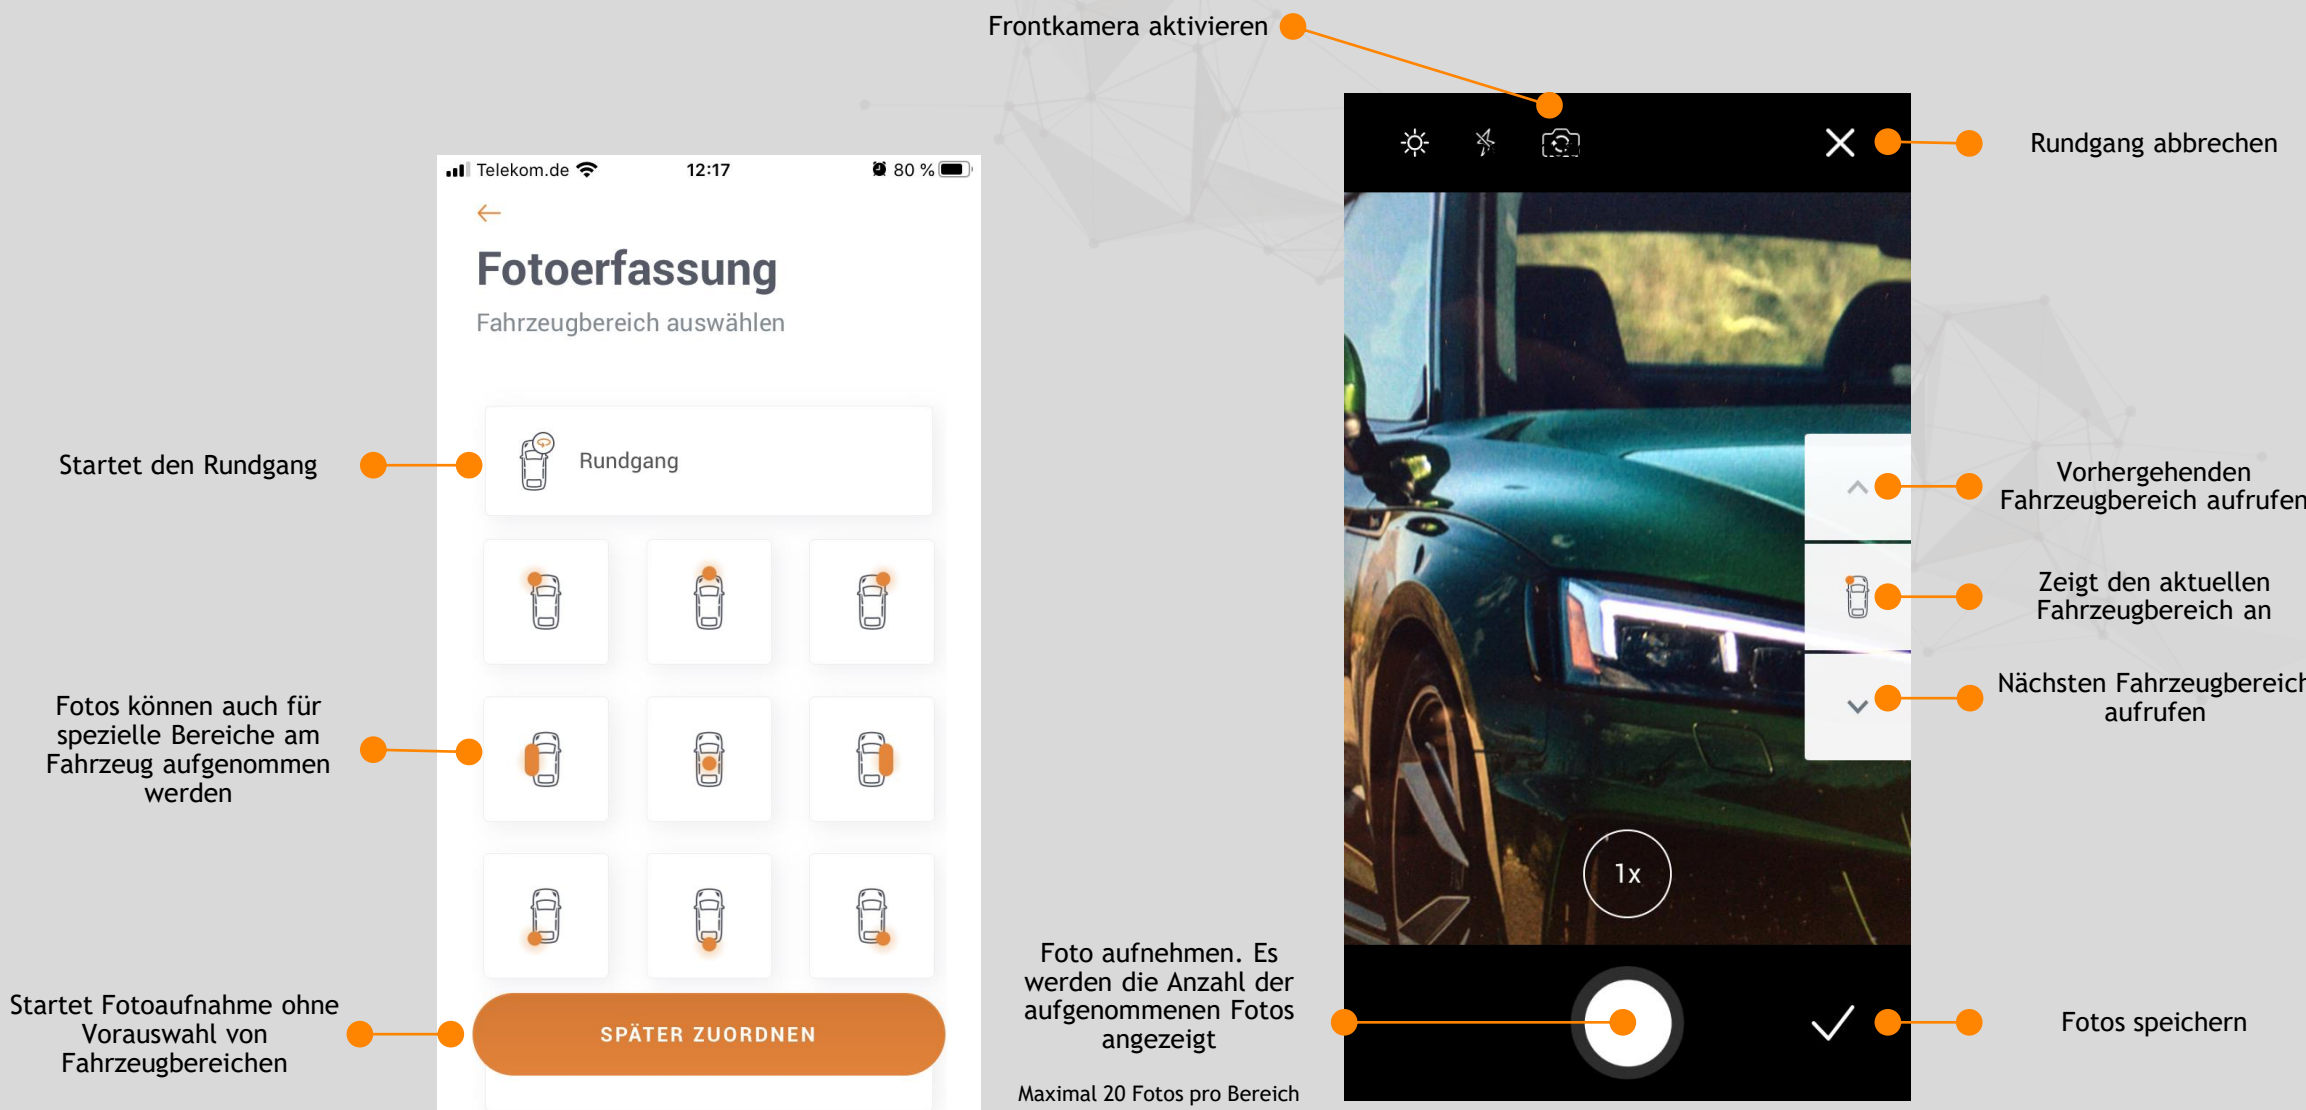 Frontkamera aktivieren
Rundgang abbrechen
Telekom.de
12:17
80 %
Fotoerfassung
Fahrzeugbereich auswählen
Startet den Rundgang
Rundgang
Vorhergehenden
Fahrzeugbereich aufrufen
Zeigt den aktuellen
Fahrzeugbereich an
Nächsten Fahrzeugbereich
aufrufen
Fotos können auch für
spezielle Bereiche am
Fahrzeug aufgenommen
werden
1x
Startet Fotoaufnahme ohne
Vorauswahl von
Fahrzeugbereichen
SPÄTER ZUORDNEN
Foto aufnehmen. Es
werden die Anzahl der
aufgenommenen Fotos
angezeigt
Maximal 20 Fotos pro Bereich
Fotos speichern